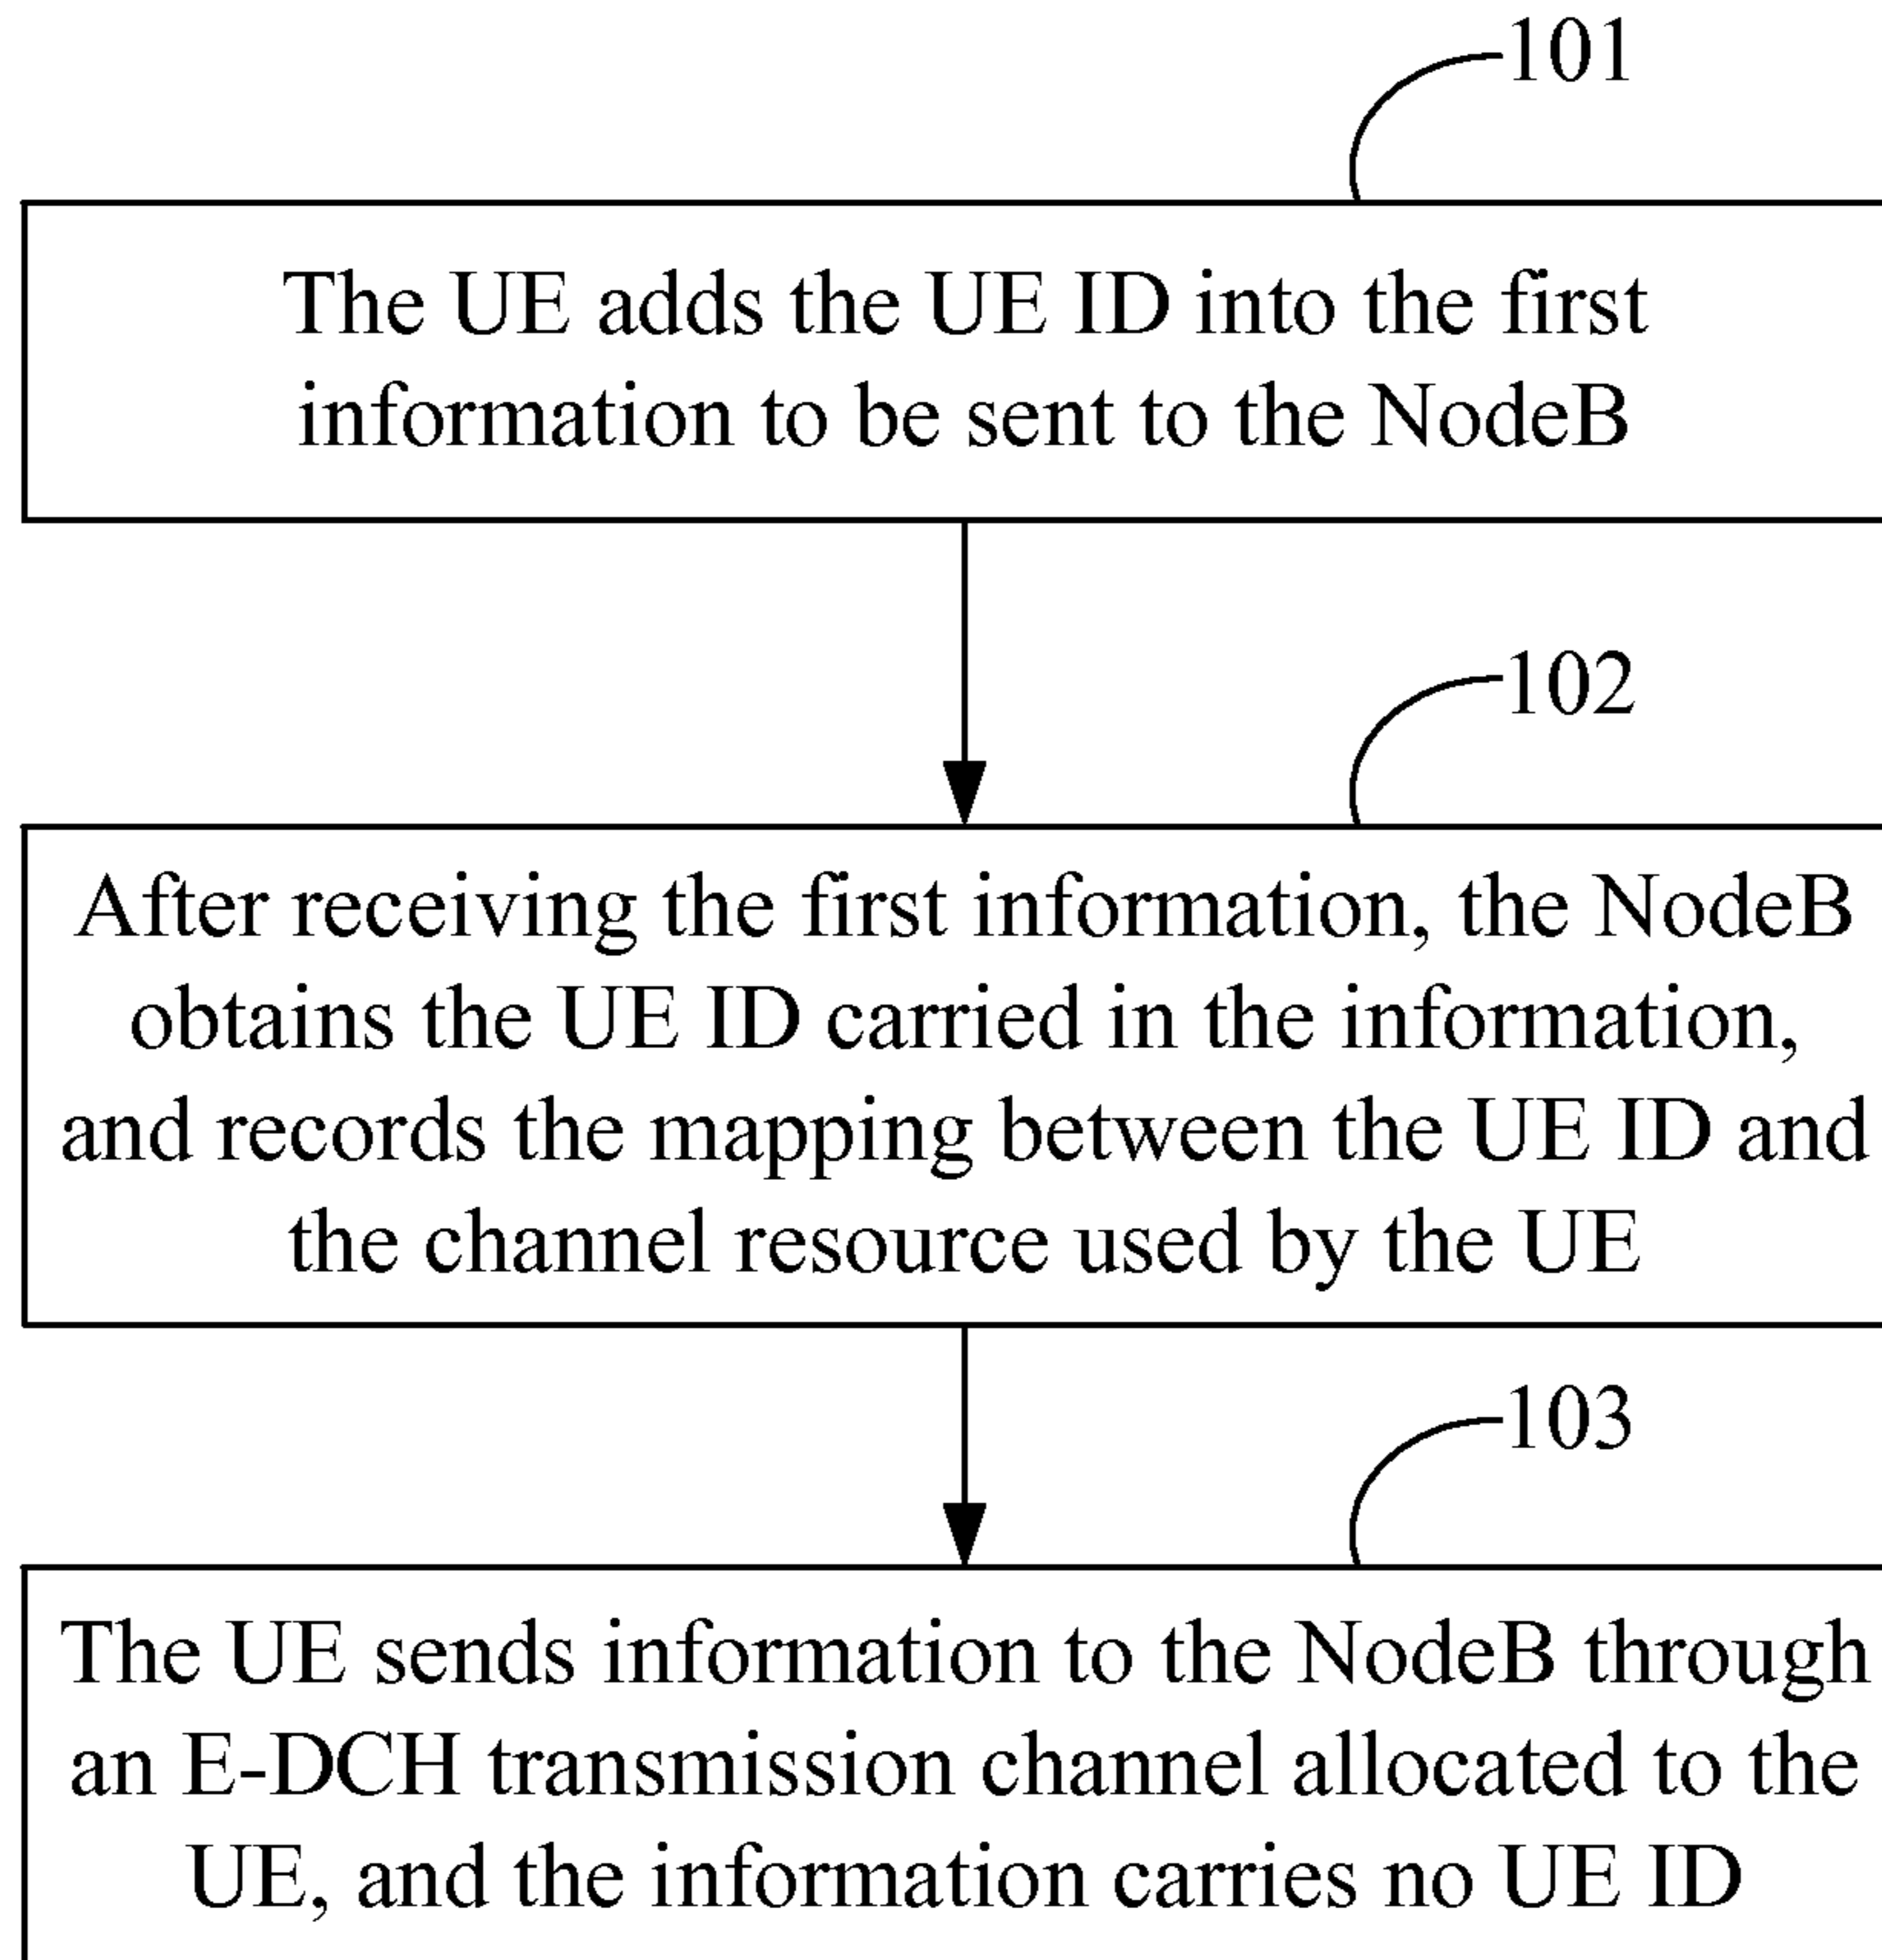 101
The UE adds the UE ID into the first
information to be sent to the NodeB
102
After receiving the first information, the NodeB
obtains the UE ID carried in the information,
and records the mapping between the UE ID and
the channel resource used by the UE
103
The UE sends information to the NodeB through
an E-DCH transmission channel allocated to the
UE, and the information carries no UE ID